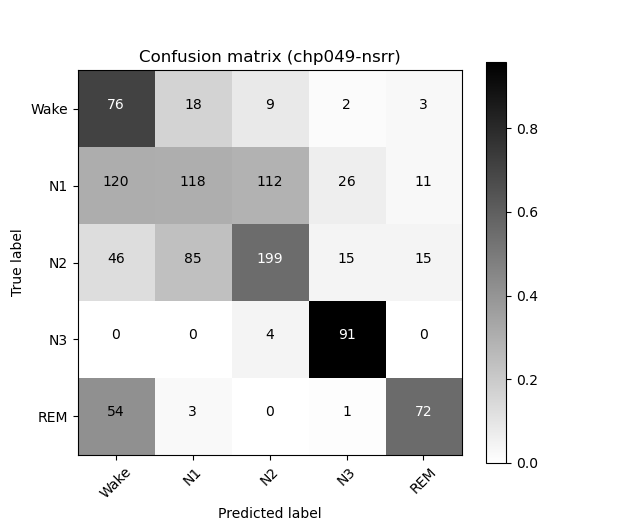 Confusion matrix (chp049-nsrr)
True label
Wake 76 18 9 2 3
N1 120 118 112 26 11
N2 46 85 199 15 15
N3 0 0 4 91 0
REM 54 3 0 1 72
Wake N1 N2 N3 REM
Predicted label
0.8
0.6
0.4
0.2
0.0